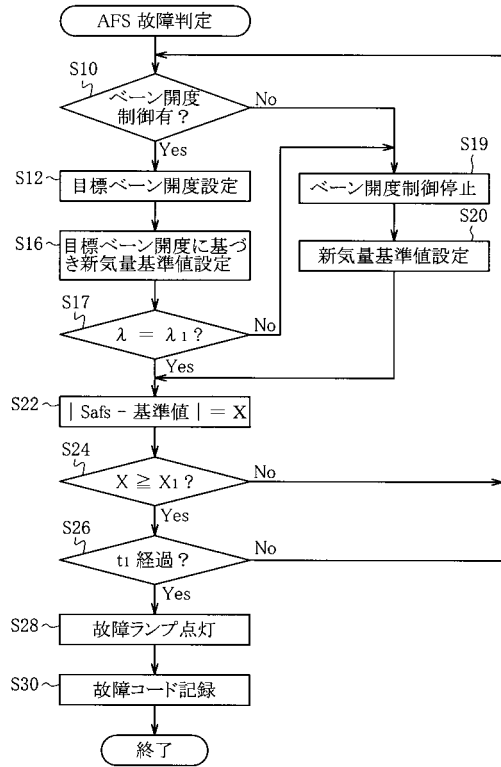 AFS 故障判定
S10
ベーン開度
制御有？
No
Yes
S12
目標ベーン開度設定
S16
目標ベーン開度に基づ
き新気量基準値設定
S17
λ = λ1？
No
Yes
S19
ベーン開度制御停止
S20
新気量基準値設定
S22
| Safs - 基準値 | = X
S24
X ≧ X1？
No
Yes
S26
t1 経過？
No
Yes
S28
故障ランプ点灯
S30
故障コード記録
終了